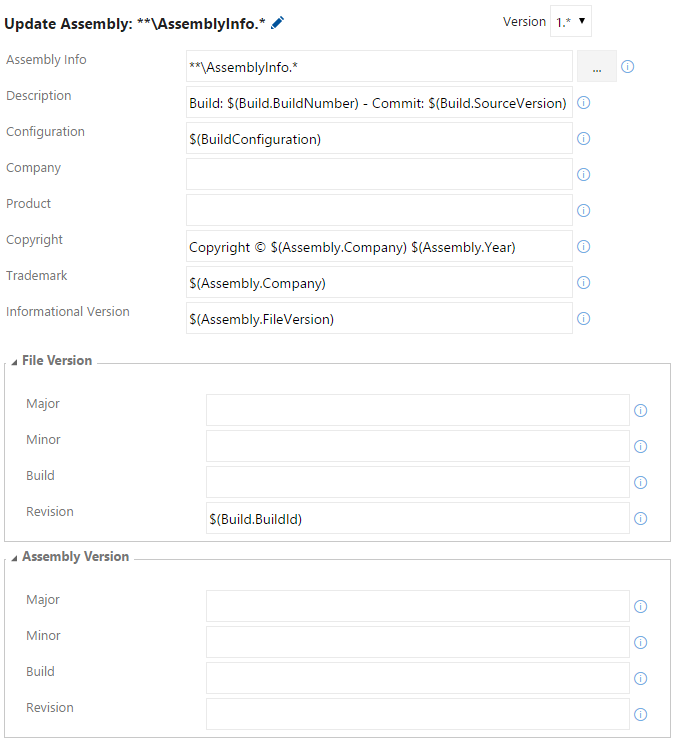 Update Assembly: **\AssemblyInfo.* Version 1.*
Assembly Info **\AssemblyInfo.* ...
Description Build: $(Build.BuildNumber) - Commit: $(Build.SourceVersion)
Configuration $(BuildConfiguration)
Company
Product
Copyright Copyright © $(Assembly.Company) $(Assembly.Year)
Trademark $(Assembly.Company)
Informational Version $(Assembly.FileVersion)
File Version
Major
Minor
Build
Revision $(Build.BuildId)
Assembly Version
Major
Minor
Build
Revision